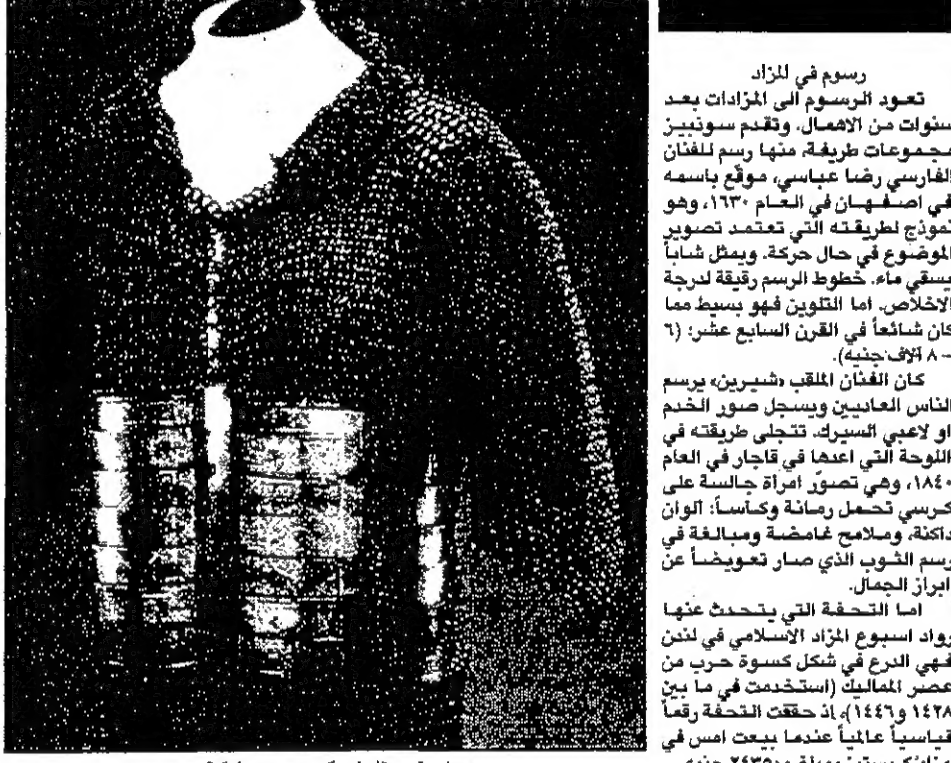 رسوم في المزاد
تعود الرسوم الى المزادات بعد
سنوات من الاهمال. وتقدم سوذبيز
مجموعات طريفة، منها رسم للفنان
الفارسي رضا عباسي، موقّع باسمه
في اصفهان في العام ١٦٣٠، وهو
نموذج لطريقته التي تعتمد تصوير
الموضوع في حال حركة. ويمثل شاباً
يسقي ماء. خطوط الرسم رقيقة لدرجة
الاخلاص. اما التلوين فهو بسيط مما
كان شائعاً في القرن السابع عشر: (٦
– ٨ آلاف جنيه).
كان الفنان الملقب «شيرين» يرسم
الناس العاديين ويسجل صور الخدم
او لاعبي السيرك. تتجلى طريقته في
اللوحة التي اعدها في قاجار في العام
١٨٤٠، وهي تصوّر امرأة جالسة على
كرسي تحمل رمانة وكأساً: ألوان
داكنة، وملامح غامضة ومبالغة في
رسم الثوب الذي صار تعويضاً عن
ابراز الجمال.
اما التحفة التي يتحدث عنها
رواد اسبوع المزاد الاسلامي في لندن
فهي الدرع في شكل كسوة حرب من
عصر المماليك (استخدمت في ما بين
١٤٢٨ و١٤٤٦)، إذ حققت التحفة رقماً
قياسياً عالمياً عندما بيعت امس في